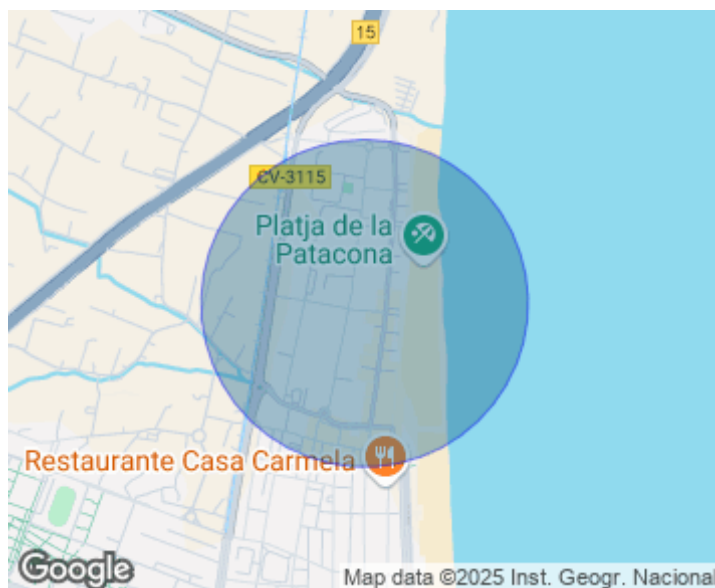 15
CV-3115
Platja de la
Patacona
Restaurante Casa Carmela
Google
Map data ©2025 Inst. Geogr. Nacional